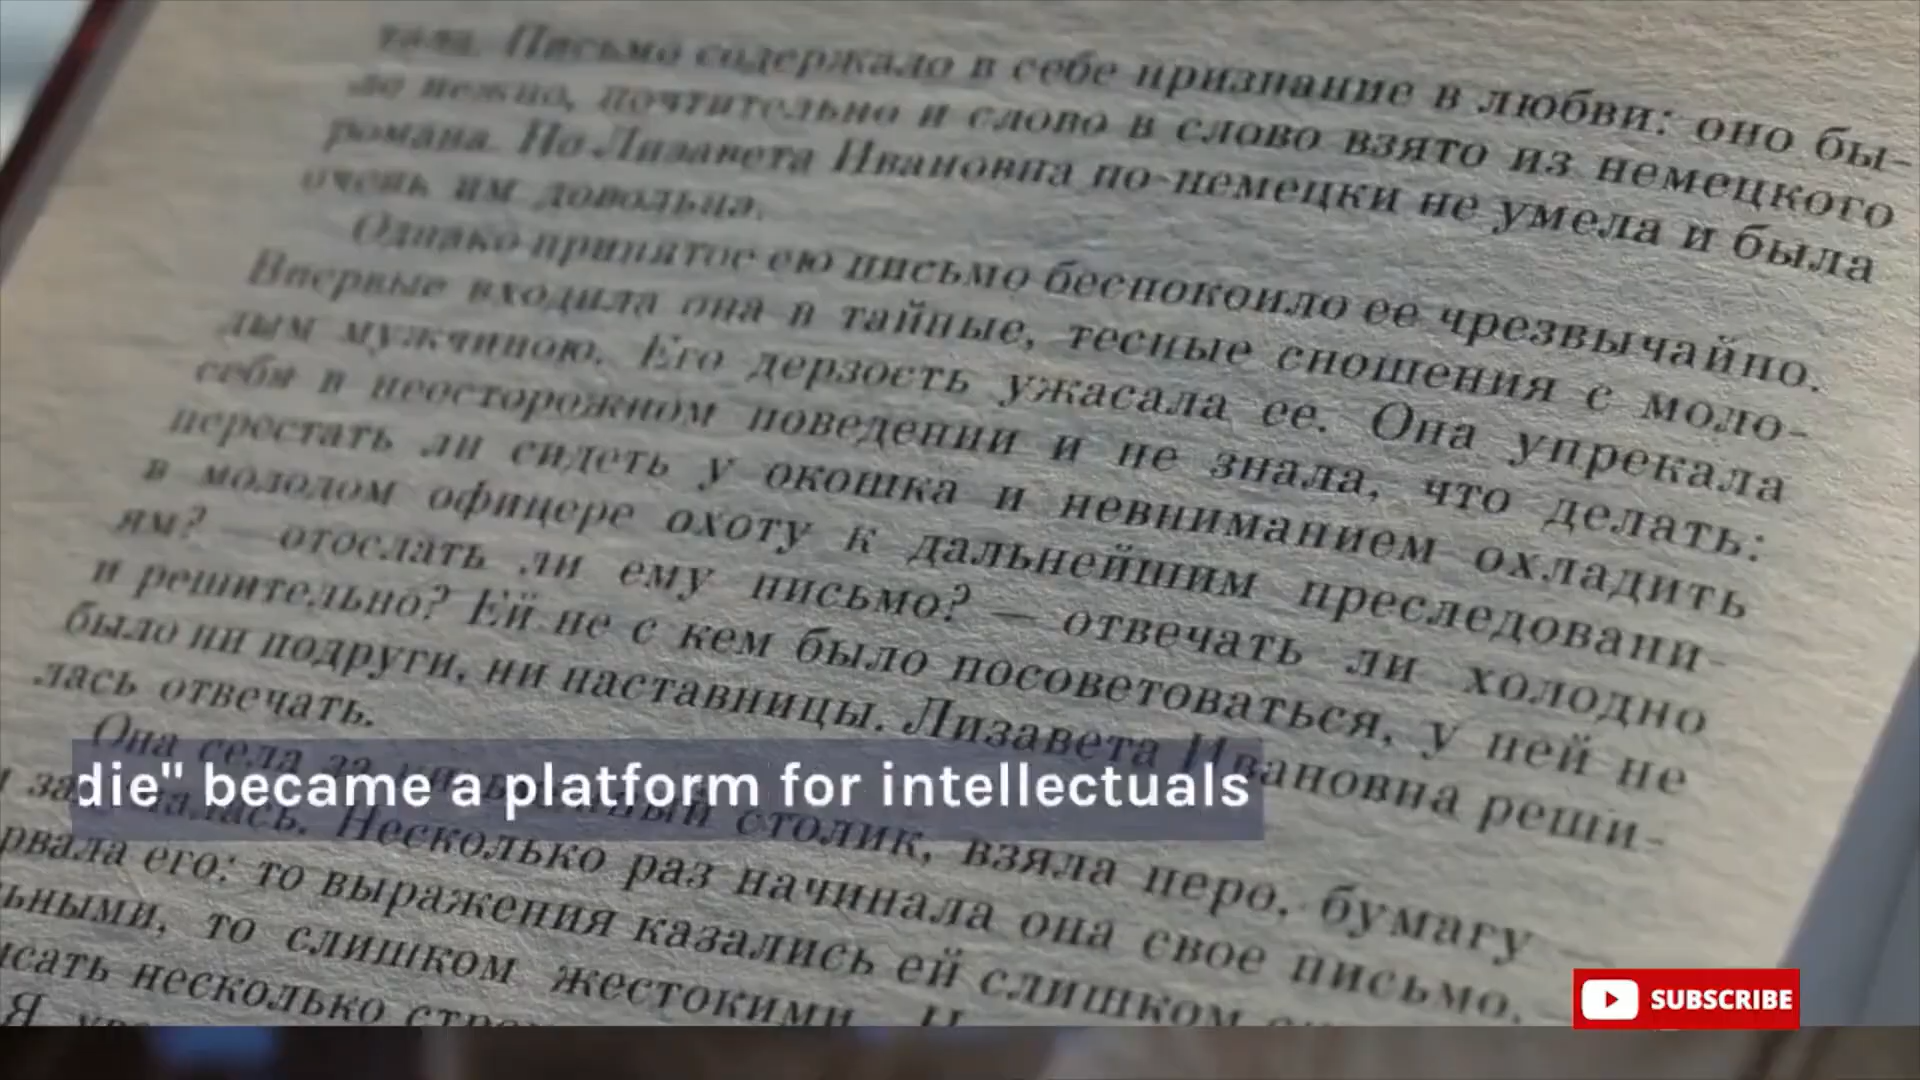 тала. Письмо содержало в себе признание в любви: оно бы-
ло нежно, почтительно и слово в слово взято из немецкого
романа. Но Лизавета Ивановна по-немецки не умела и была
очень им довольна.
Однако принятое ею письмо беспокоило ее чрезвычайно.
Впервые входила она в тайные, тесные сношения с моло-
дым мужчиною. Его дерзость ужасала ее. Она упрекала
себя в неосторожном поведении и не знала, что делать:
перестать ли сидеть у окошка и невниманием охладить
в молодом офицере охоту к дальнейшим преследовани-
ям? — отослать ли ему письмо? — отвечать ли холодно
и решительно? Ей не с кем было посоветоваться, у ней не
было ни подруги, ни наставницы. Лизавета Ивановна реши-
лась отвечать.
Она села за столик, взяла перо, бумагу —
Несколько раз начинала она свое письмо,
рвала его: то выражения казались ей слишком
ьными, то слишком жестокими.
исать несколько
Я
die" became a platform for intellectuals
SUBSCRIBE